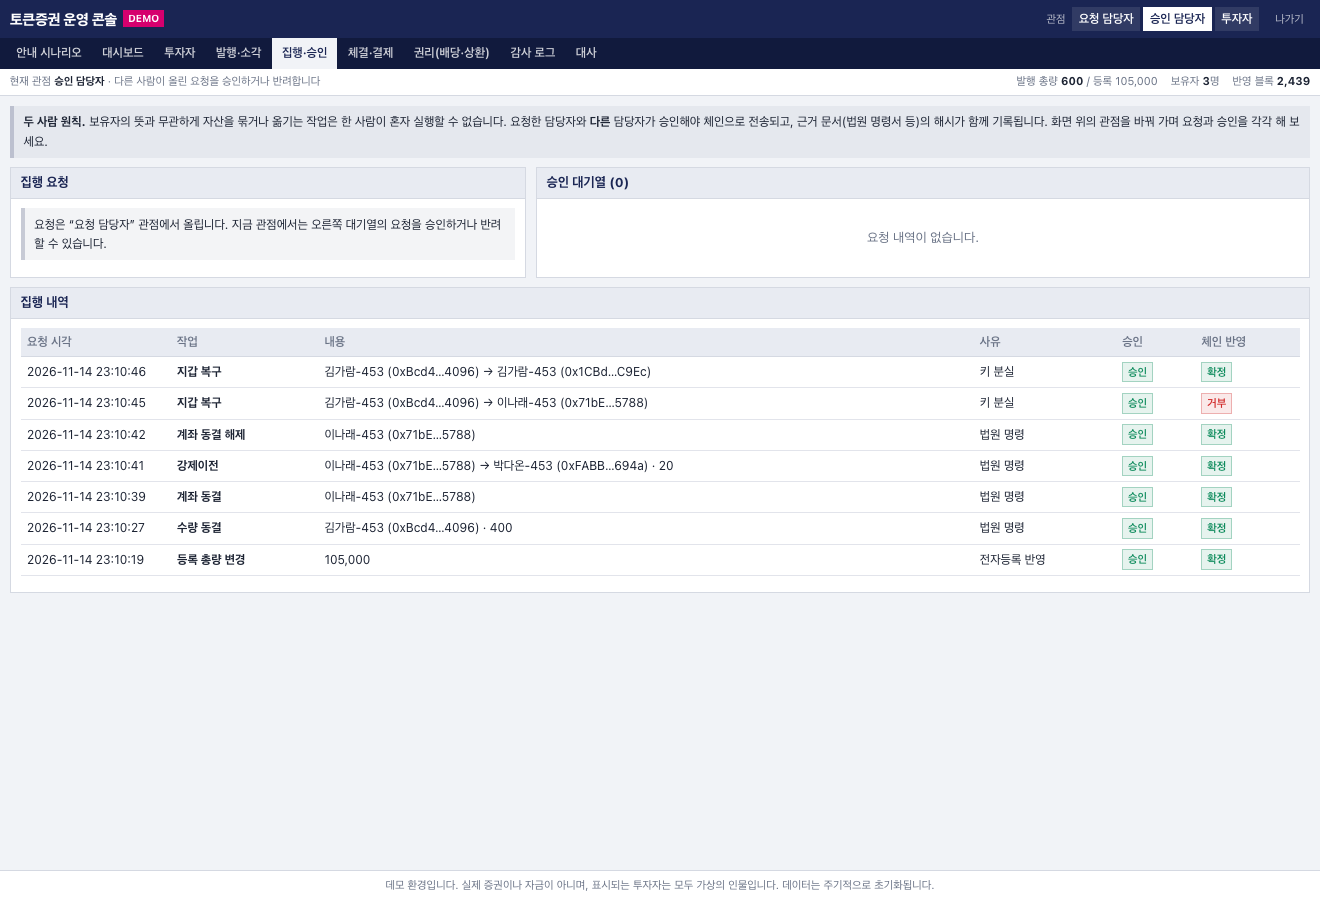 토큰증권 운영 콘솔 DEMO
관점 요청 담당자 승인 담당자 투자자 나가기
안내 시나리오 대시보드 투자자 발행·소각 집행·승인 체결·결제 권리(배당·상환) 감사 로그 대사
현재 관점 승인 담당자 · 다른 사람이 올린 요청을 승인하거나 반려합니다
발행 총량 600 / 등록 105,000 보유자 3명 반영 블록 2,439
두 사람 원칙. 보유자의 뜻과 무관하게 자산을 묶거나 옮기는 작업은 한 사람이 혼자 실행할 수 없습니다. 요청한 담당자와 다른 담당자가 승인해야 체인으로 전송되고, 근거 문서(법원 명령서 등)의 해시가 함께 기록됩니다. 화면 위의 관점을 바꿔 가며 요청과 승인을 각각 해 보
세요.
집행 요청
요청은 “요청 담당자” 관점에서 올립니다. 지금 관점에서는 오른쪽 대기열의 요청을 승인하거나 반려
할 수 있습니다.
승인 대기열 (0)
요청 내역이 없습니다.
집행 내역
요청 시각 작업 내용 사유 승인 체인 반영
2026-11-14 23:10:46 지갑 복구 김가람-453 (0xBcd4…4096) → 김가람-453 (0x1CBd…C9Ec) 키 분실 승인 확정
2026-11-14 23:10:45 지갑 복구 김가람-453 (0xBcd4…4096) → 이나래-453 (0x71bE…5788) 키 분실 승인 거부
2026-11-14 23:10:42 계좌 동결 해제 이나래-453 (0x71bE…5788) 법원 명령 승인 확정
2026-11-14 23:10:41 강제이전 이나래-453 (0x71bE…5788) → 박다온-453 (0xFABB…694a) · 20 법원 명령 승인 확정
2026-11-14 23:10:39 계좌 동결 이나래-453 (0x71bE…5788) 법원 명령 승인 확정
2026-11-14 23:10:27 수량 동결 김가람-453 (0xBcd4…4096) · 400 법원 명령 승인 확정
2026-11-14 23:10:19 등록 총량 변경 105,000 전자등록 반영 승인 확정
데모 환경입니다. 실제 증권이나 자금이 아니며, 표시되는 투자자는 모두 가상의 인물입니다. 데이터는 주기적으로 초기화됩니다.